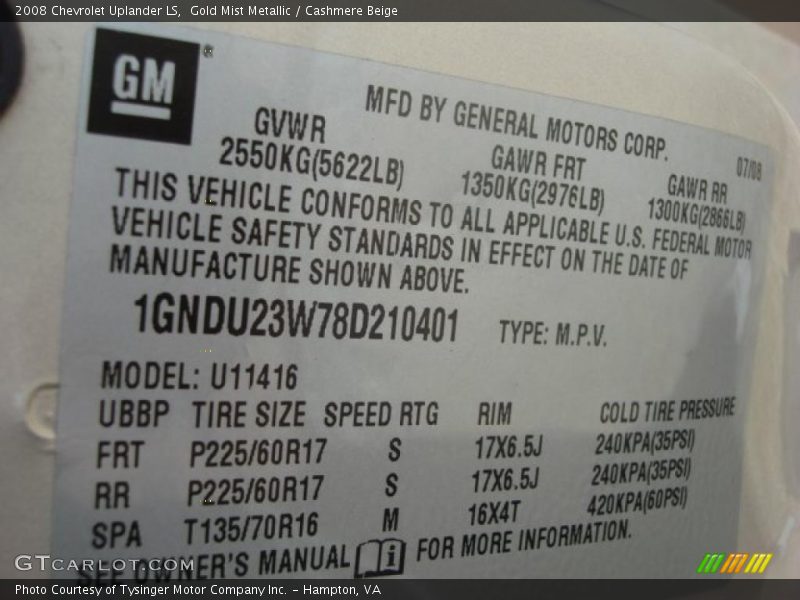 2008 Chevrolet Uplander LS, Gold Mist Metallic / Cashmere Beige
GM
MFD BY GENERAL MOTORS CORP.
07/08
GVWR GAWR FRT GAWR RR
2550KG(5622LB) 1350KG(2976LB) 1300KG(2866LB)
THIS VEHICLE CONFORMS TO ALL APPLICABLE U.S. FEDERAL MOTOR
VEHICLE SAFETY STANDARDS IN EFFECT ON THE DATE OF
MANUFACTURE SHOWN ABOVE.
1GNDU23W78D210401 TYPE: M.P.V.
MODEL: U11416
UBBP TIRE SIZE SPEED RTG RIM COLD TIRE PRESSURE
FRT P225/60R17 S 17X6.5J 240KPA(35PSI)
RR P225/60R17 S 17X6.5J 240KPA(35PSI)
SPA T135/70R16 M 16X4T 420KPA(60PSI)
SEE OWNER'S MANUAL i FOR MORE INFORMATION.
GTCARLOT.COM
Photo Courtesy of Tysinger Motor Company Inc. - Hampton, VA